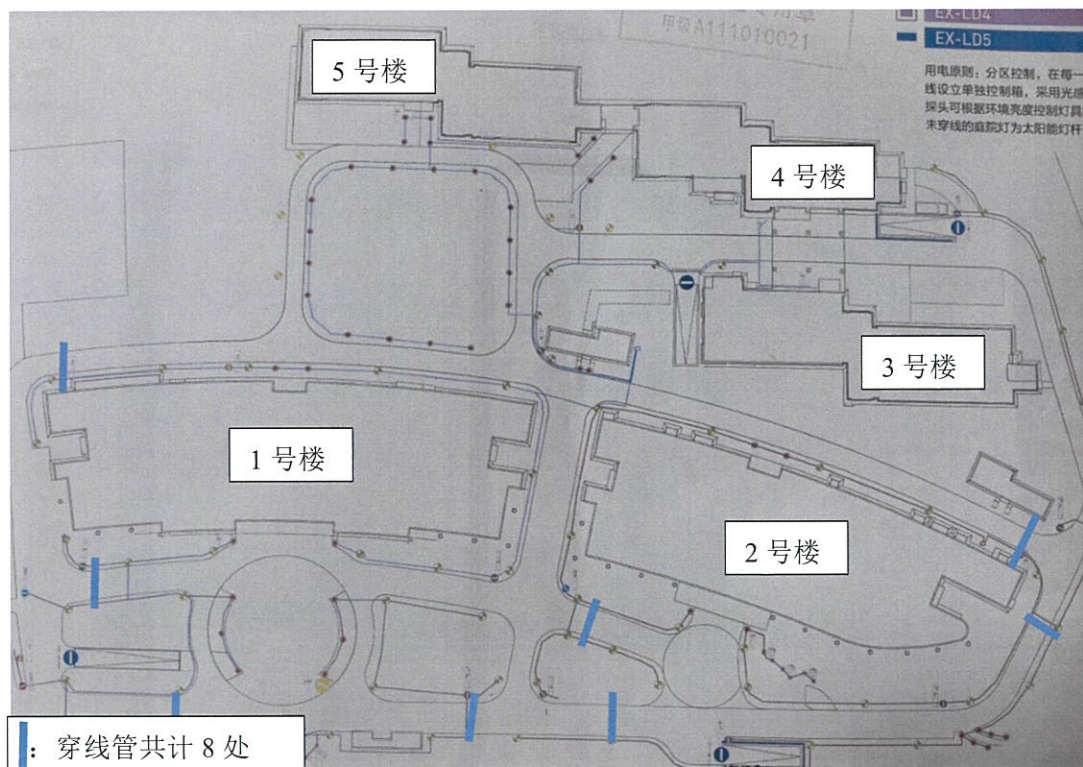 电极A111010021
EX-LD4
EX-LD5
用电原则：分区控制，在每一
线设立单独控制箱，采用光感
探头可根据环境亮度控制灯具
未穿线的庭院灯为太阳能灯杆
5 号楼
4 号楼
3 号楼
1 号楼
2 号楼
：穿线管共计 8 处